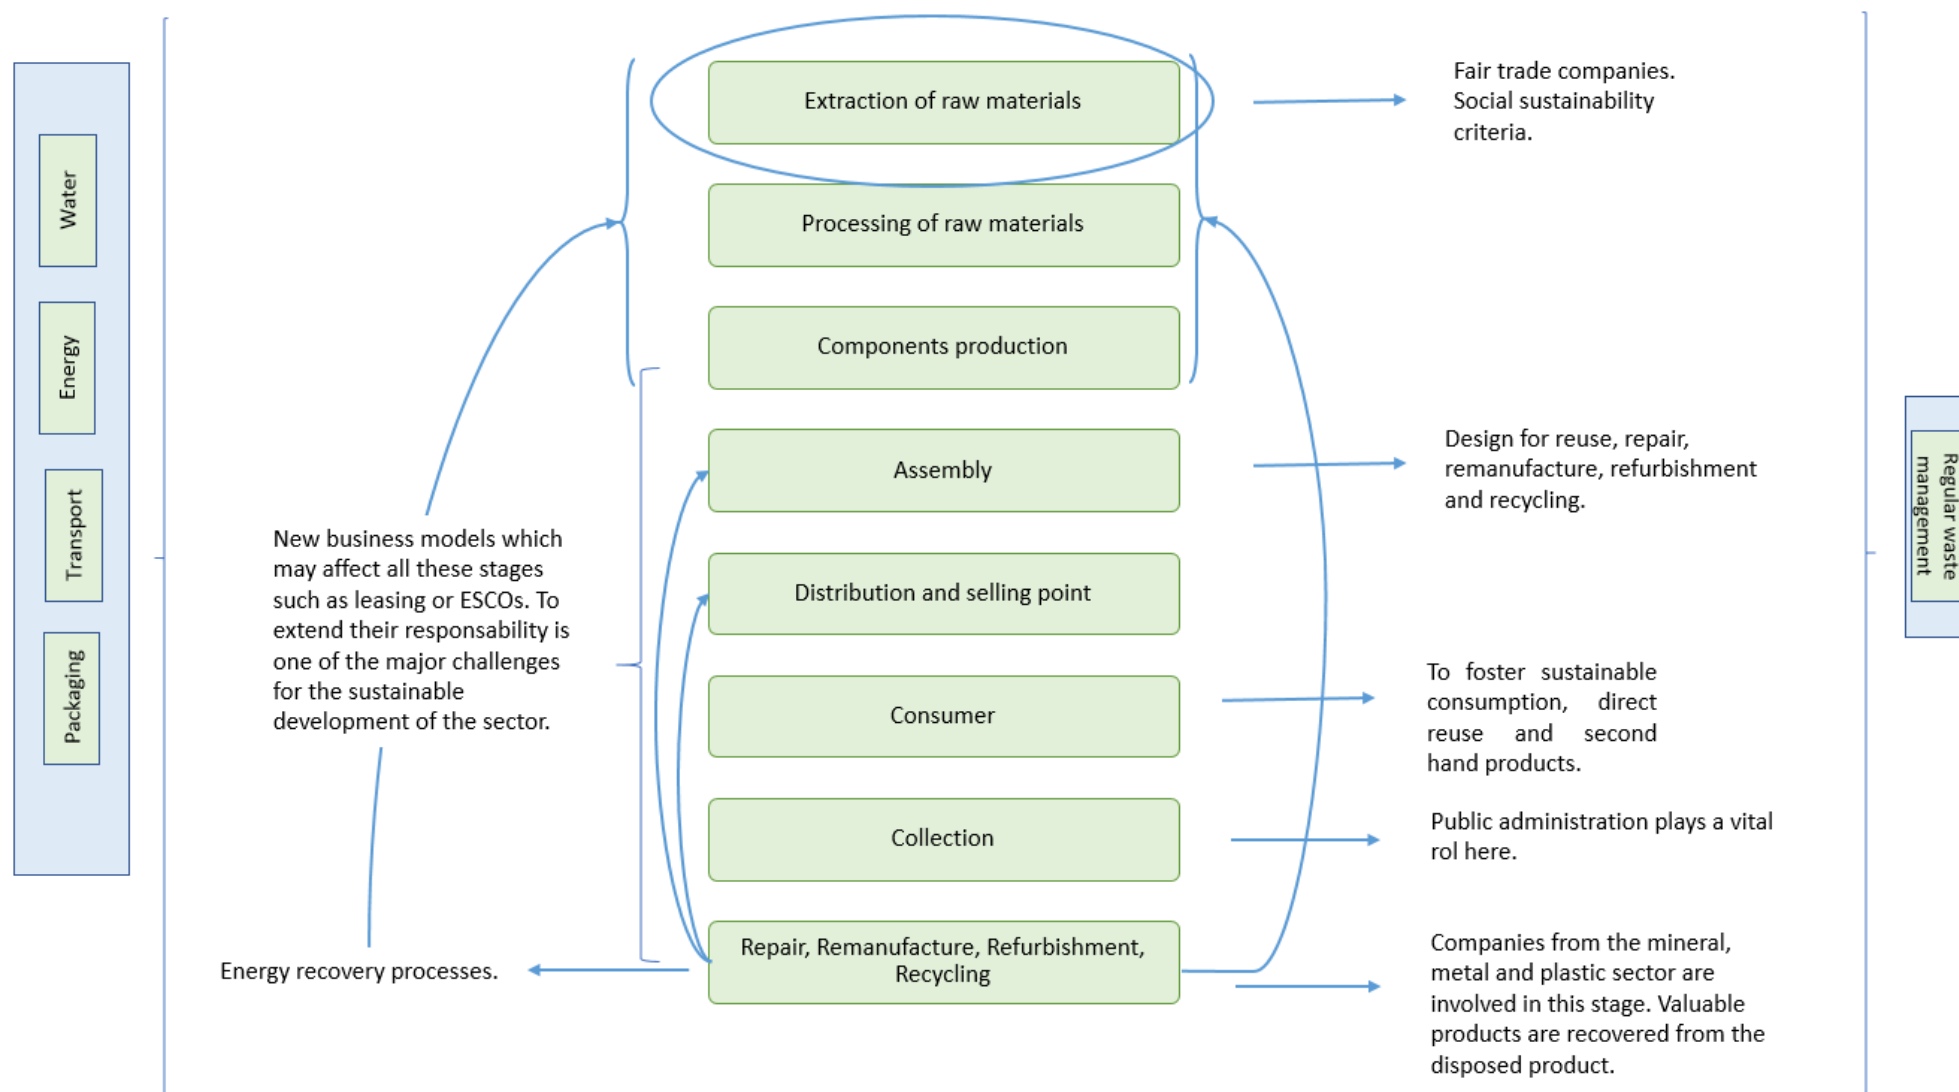 Water
Energy
Transport
Packaging
Extraction of raw materials
Processing of raw materials
Components production
Assembly
Distribution and selling point
Consumer
Collection
Repair, Remanufacture, Refurbishment,
Recycling
New business models which
may affect all these stages
such as leasing or ESCOs. To
extend their responsability is
one of the major challenges
for the sustainable
development of the sector.
Energy recovery processes.
Fair trade companies.
Social sustainability
criteria.
Design for reuse, repair,
remanufacture, refurbishment
and recycling.
To foster sustainable
consumption, direct
reuse and second
hand products.
Public administration plays a vital
rol here.
Companies from the mineral,
metal and plastic sector are
involved in this stage. Valuable
products are recovered from the
disposed product.
Regular waste
management